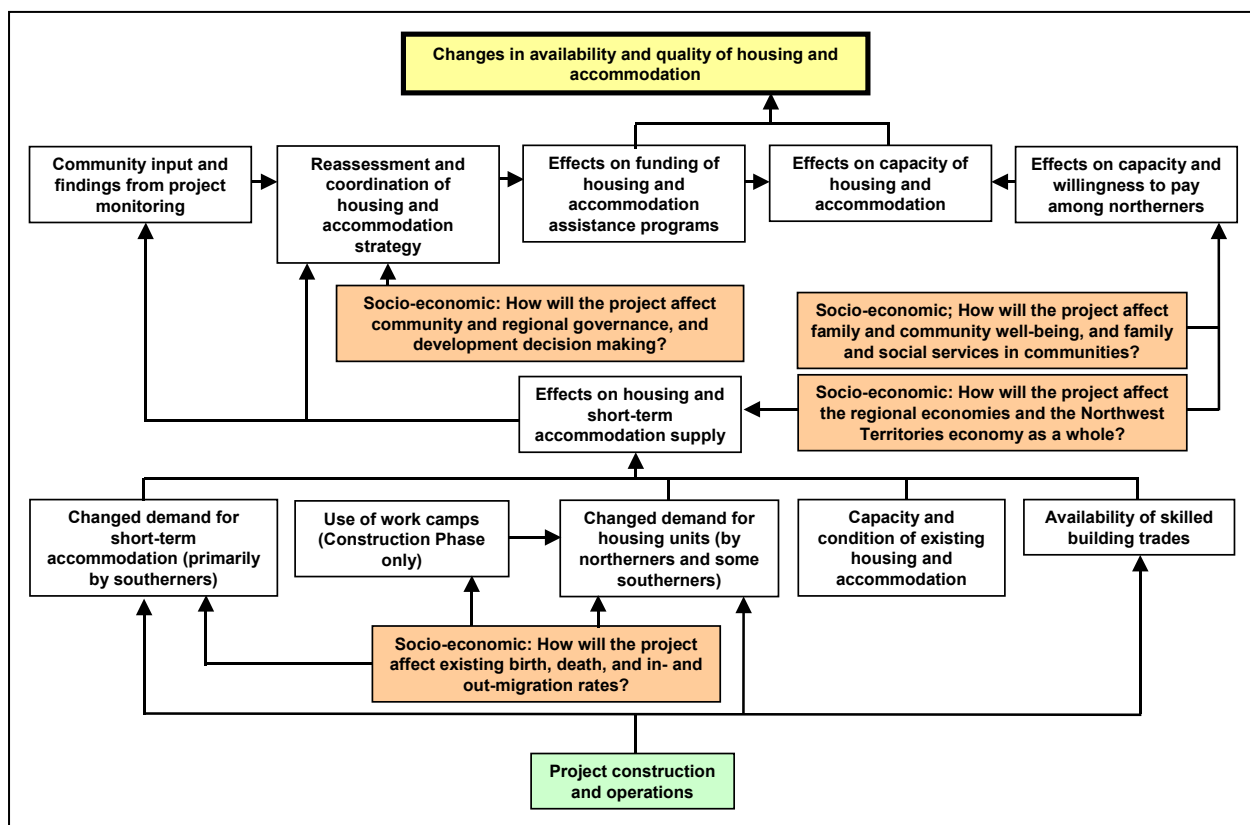 Changes in availability and quality of housing and
accommodation
Community input and
findings from project
monitoring
Reassessment and
coordination of
housing and
accommodation
strategy
Effects on funding of
housing and
accommodation
assistance programs
Effects on capacity of
housing and
accommodation
Effects on capacity and
willingness to pay
among northerners
Socio-economic: How will the project affect
community and regional governance, and
development decision making?
Socio-economic; How will the project affect
family and community well-being, and family
and social services in communities?
Effects on housing and
short-term
accommodation supply
Socio-economic: How will the project affect
the regional economies and the Northwest
Territories economy as a whole?
Changed demand for
short-term
accommodation (primarily
by southerners)
Use of work camps
(Construction Phase
only)
Changed demand for
housing units (by
northerners and some
southerners)
Capacity and
condition of existing
housing and
accommodation
Availability of skilled
building trades
Socio-economic: How will the project
affect existing birth, death, and in- and
out-migration rates?
Project construction
and operations